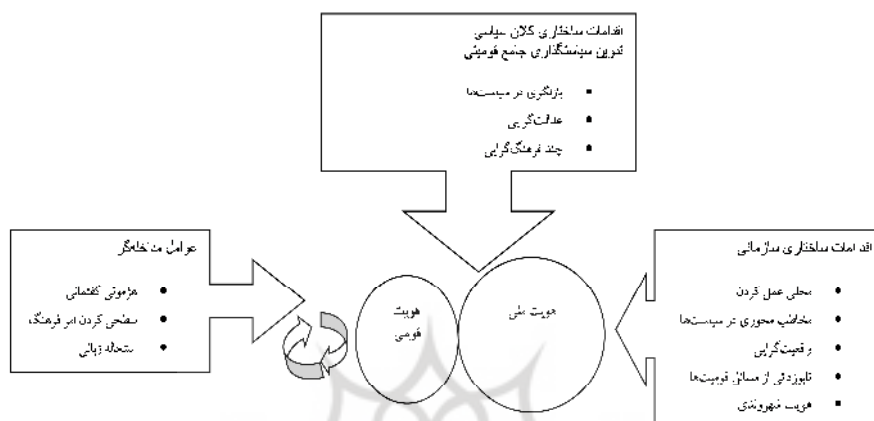 اقدامات ساختاری کلان سیاسی
تدوین سیاستگذاری جامع قومیتی
بازنگری در سیاست‌ها
عدالت‌گرایی
چند فرهنگ‌گرایی
اقدامات ساختاری سازمانی
محلی عمل کردن
مخاطب محوری در سیاست‌ها
واقعیت‌گرایی
تابوزدائی از مسائل قومیت‌ها
هویت شهروندی
هویت ملی
هویت
قومی
عوامل مداخله‌گر
هژمونی گفتمانی
سطحی کردن امر فرهنگ
استحاله زبانی